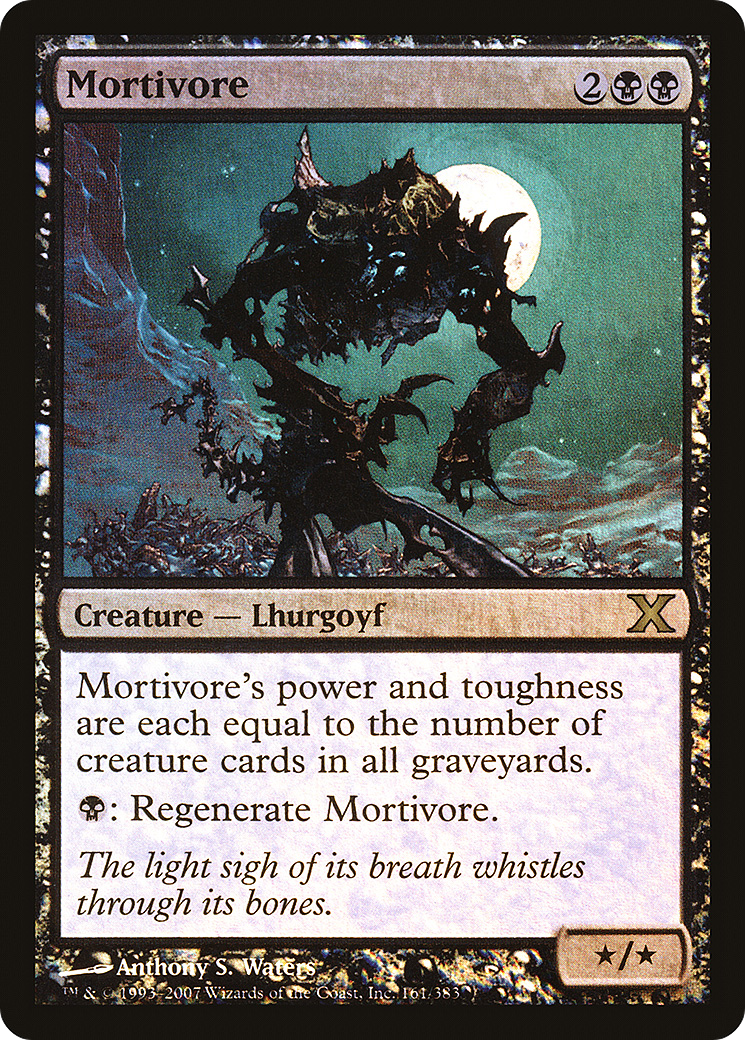 Mortivore 2
Creature — Lhurgoyf X
Mortivore's power and toughness
are each equal to the number of
creature cards in all graveyards.
: Regenerate Mortivore.
The light sigh of its breath whistles
through its bones.
★/★
Anthony S. Waters
™ & © 1993–2007 Wizards of the Coast, Inc. 161/383